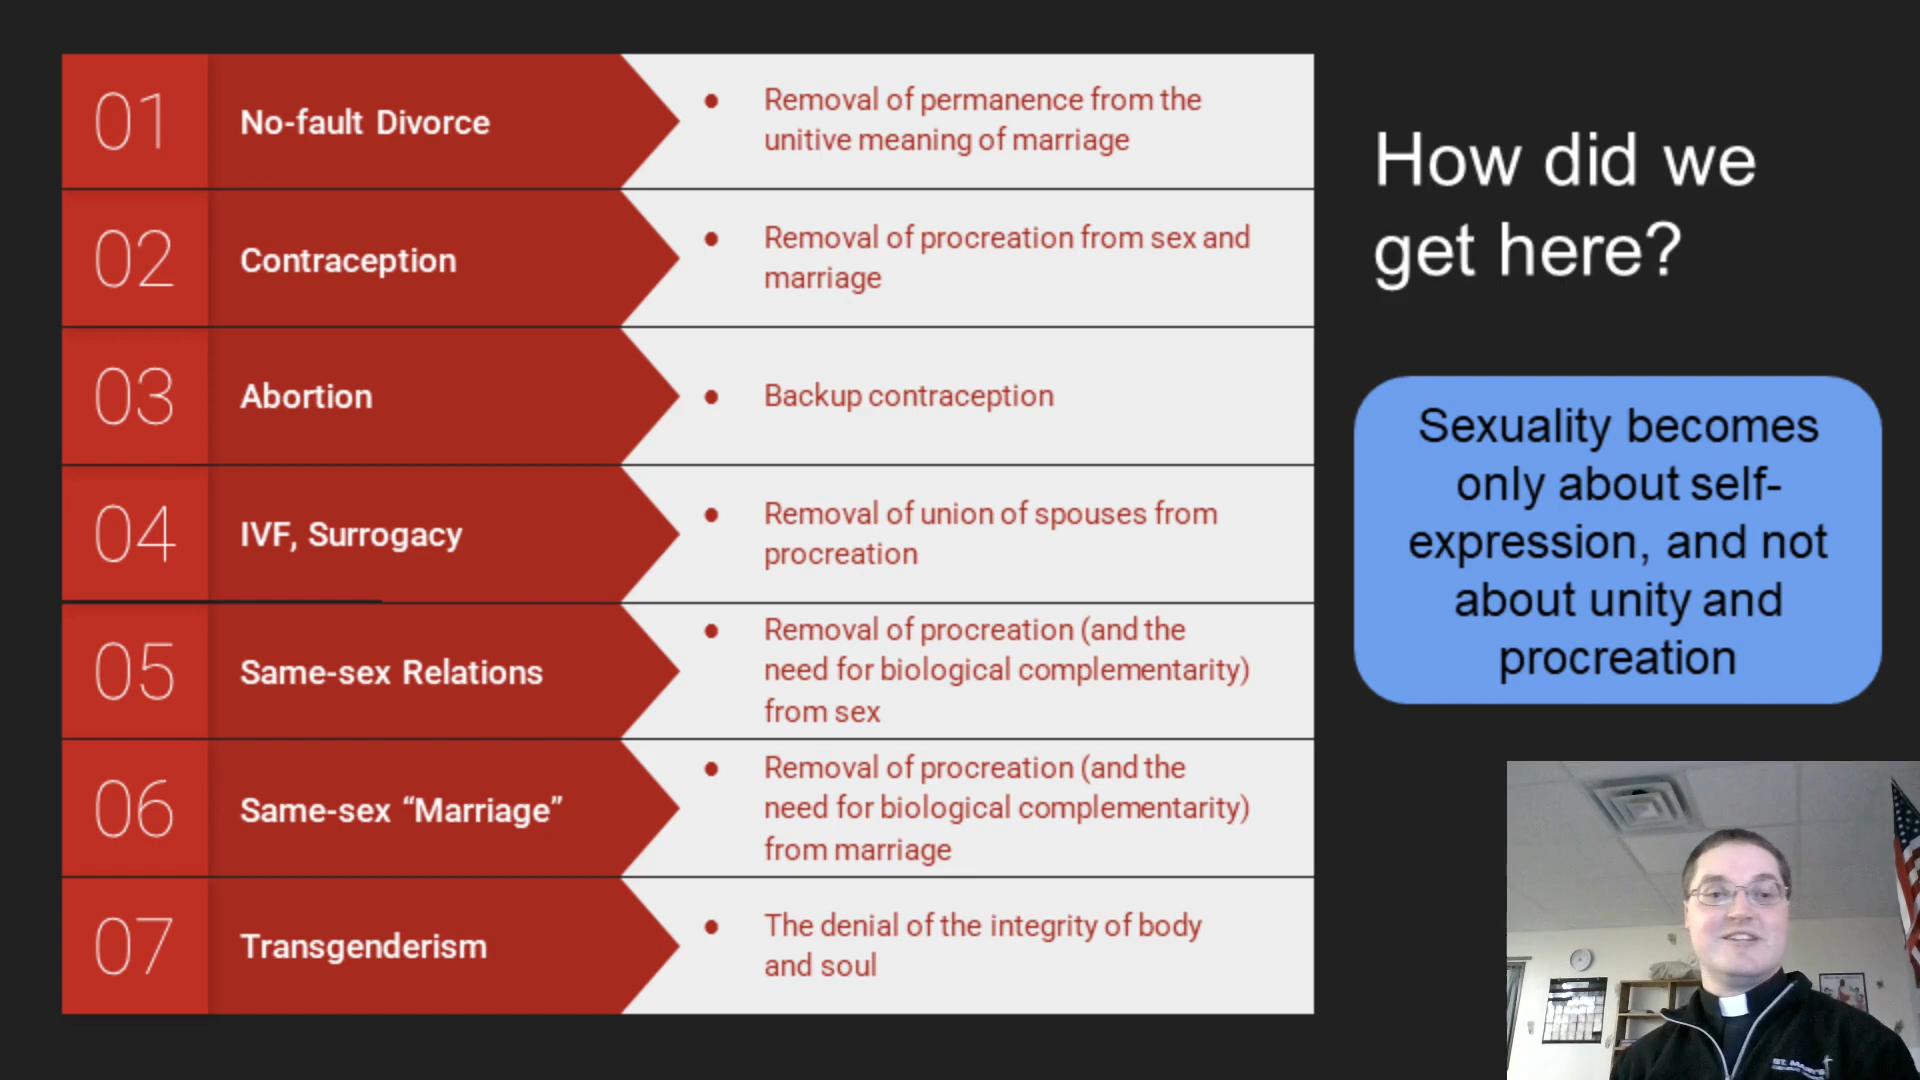 01
No-fault Divorce
● Removal of permanence from the
unitive meaning of marriage
02
Contraception
● Removal of procreation from sex and
marriage
03
Abortion
● Backup contraception
04
IVF, Surrogacy
● Removal of union of spouses from
procreation
05
Same-sex Relations
● Removal of procreation (and the
need for biological complementarity)
from sex
06
Same-sex “Marriage”
● Removal of procreation (and the
need for biological complementarity)
from marriage
07
Transgenderism
● The denial of the integrity of body
and soul
How did we
get here?
Sexuality becomes
only about self-
expression, and not
about unity and
procreation
ST. MARY'S